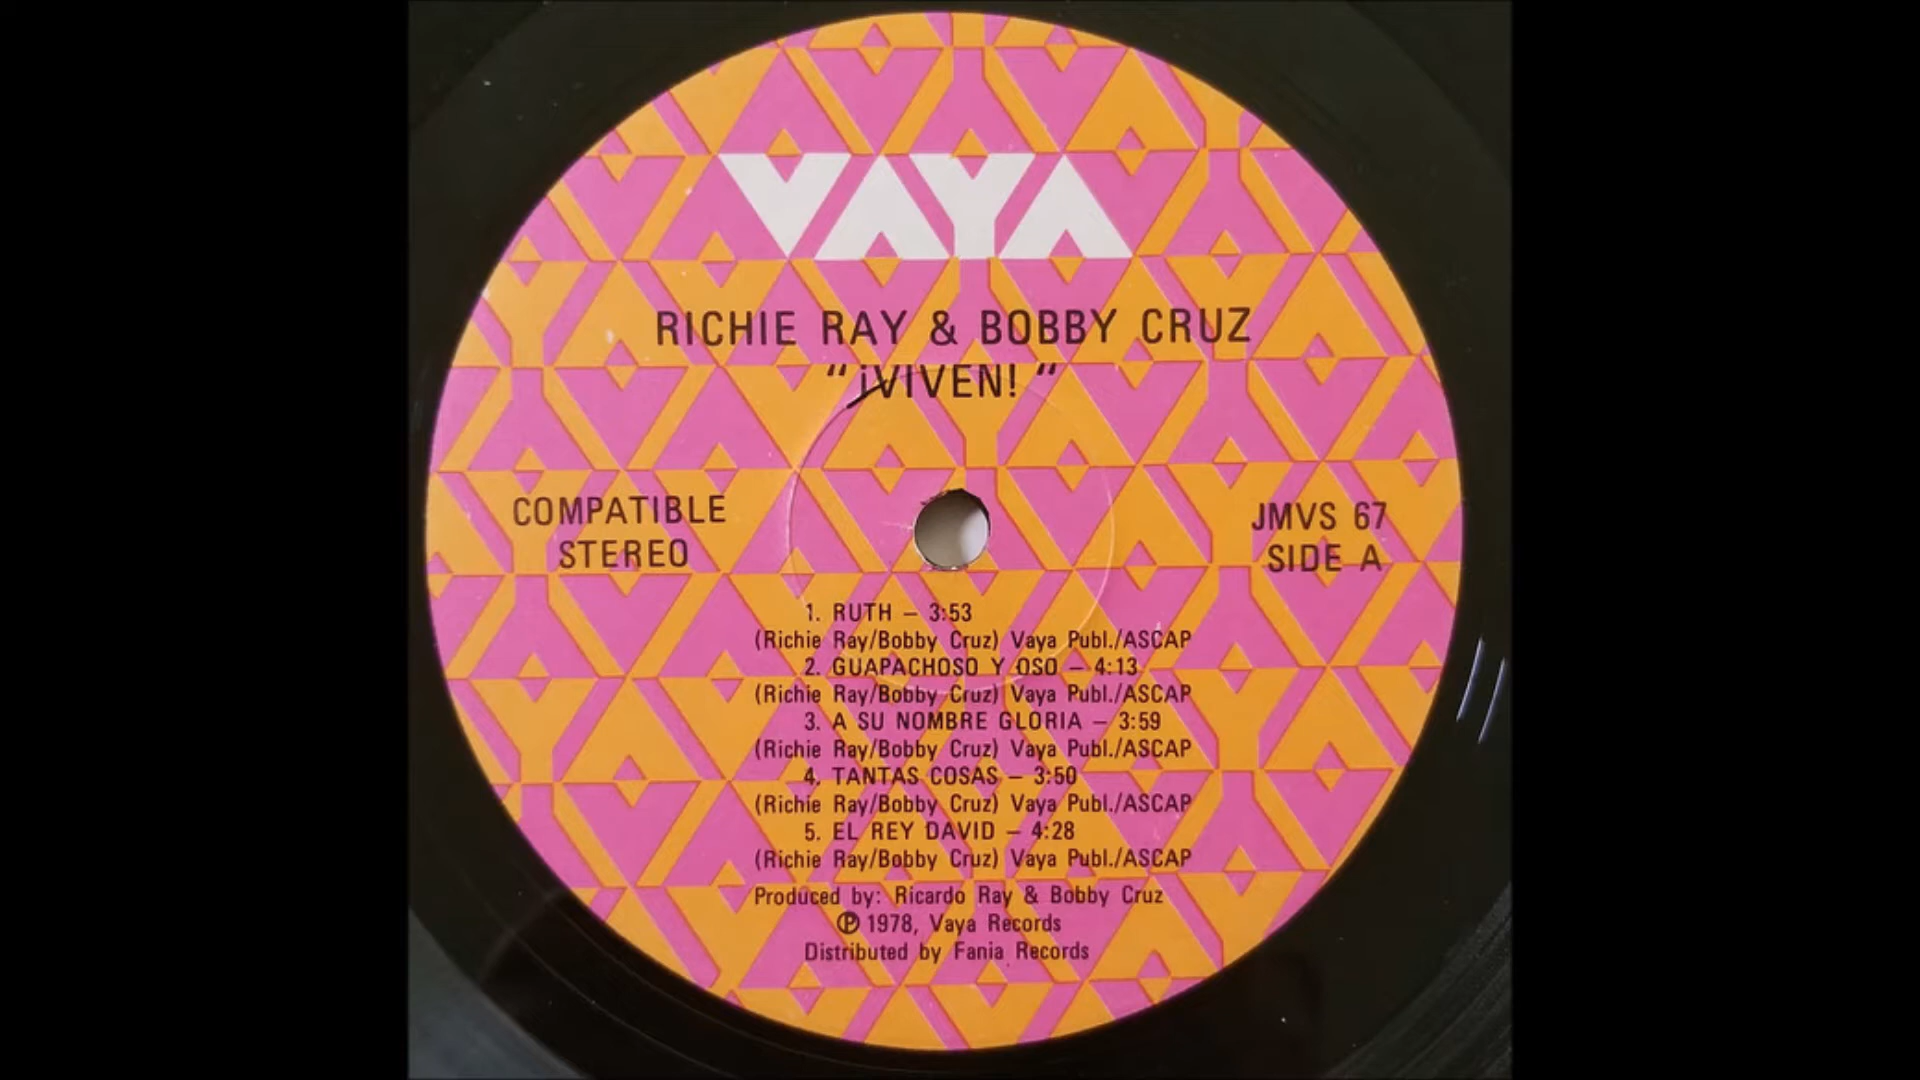 VAYA
RICHIE RAY & BOBBY CRUZ
“¡VIVEN!“
COMPATIBLE
STEREO
JMVS 67
SIDE A
1. RUTH – 3:53
(Richie Ray/Bobby Cruz) Vaya Publ./ASCAP
2. GUAPACHOSO Y OSO – 4:13
(Richie Ray/Bobby Cruz) Vaya Publ./ASCAP
3. A SU NOMBRE GLORIA – 3:59
(Richie Ray/Bobby Cruz) Vaya Publ./ASCAP
4. TANTAS COSAS – 3:50
(Richie Ray/Bobby Cruz) Vaya Publ./ASCAP
5. EL REY DAVID – 4:28
(Richie Ray/Bobby Cruz) Vaya Publ./ASCAP
Produced by: Ricardo Ray & Bobby Cruz
℗ 1978, Vaya Records
Distributed by Fania Records